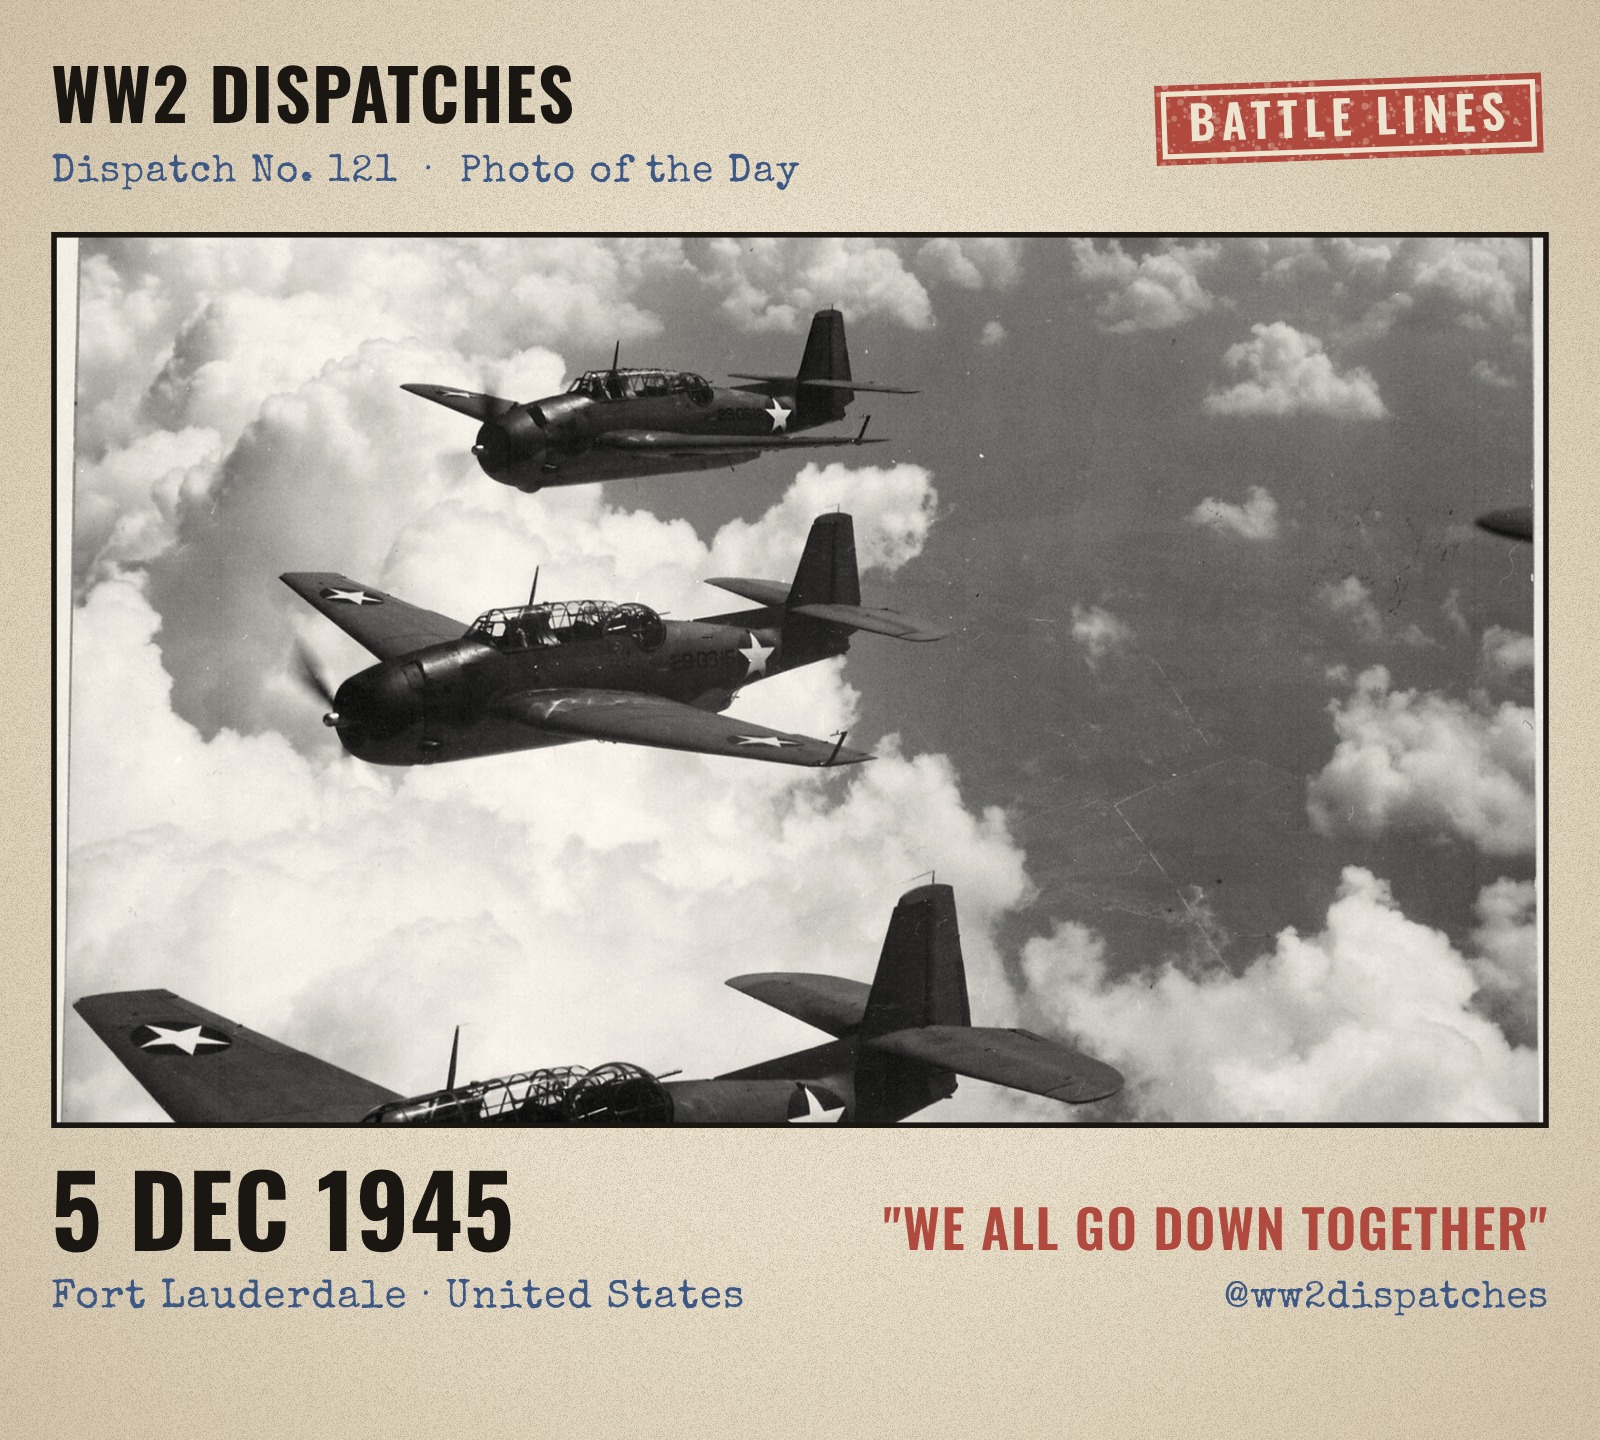 WW2 DISPATCHES
BATTLE LINES
Dispatch No. 121 · Photo of the Day
5 DEC 1945
"WE ALL GO DOWN TOGETHER"
Fort Lauderdale · United States
@ww2dispatches